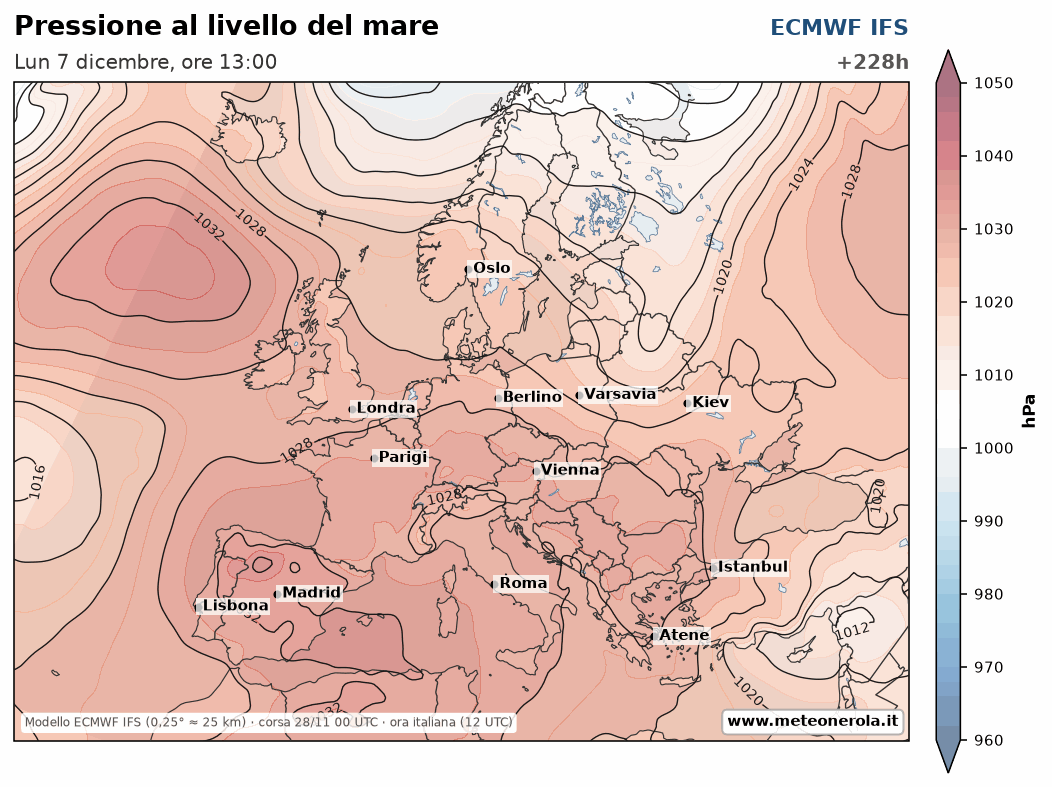 Pressione al livello del mare
ECMWF IFS
Lun 7 dicembre, ore 13:00
+228h
1050
1040
1030
1020
1010
1000
990
980
970
960
hPa
1024
1028
1032
1028
1020
Oslo
Berlino
Varsavia
Kiev
Londra
1028
Parigi
Vienna
1016
1028
1020
Istanbul
Roma
Madrid
Lisbona
Atene
1012
1020
1032
Modello ECMWF IFS (0,25° ≈ 25 km) · corsa 28/11 00 UTC · ora italiana (12 UTC)
www.meteonerola.it